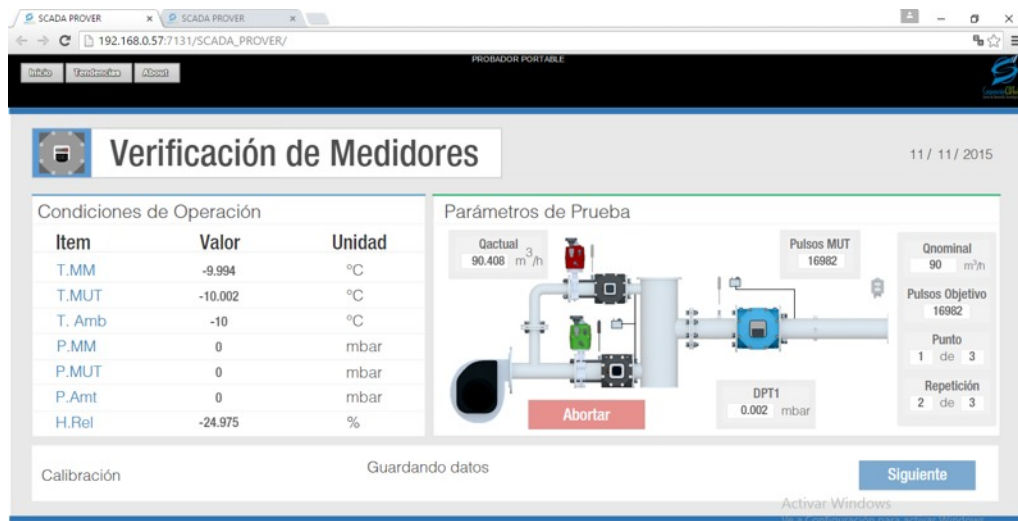 SCADA PROVER
SCADA PROVER
192.168.0.57:7131/SCADA_PROVER/
PROBADOR PORTABLE
Inicio Tendencias About
Verificación de Medidores
11/ 11/ 2015
Condiciones de Operación
Item Valor Unidad
T.MM -9.994 °C
T.MUT -10.002 °C
T. Amb -10 °C
P.MM 0 mbar
P.MUT 0 mbar
P.Amt 0 mbar
H.Rel -24.975 %
Parámetros de Prueba
Qactual
90.408 m³/h
Pulsos MUT
16982
Qnominal
90 m³/h
Pulsos Objetivo
16982
Punto
1 de 3
Repetición
2 de 3
DPT1
0.002 mbar
Abortar
Calibración
Guardando datos
Siguiente
Activar Windows